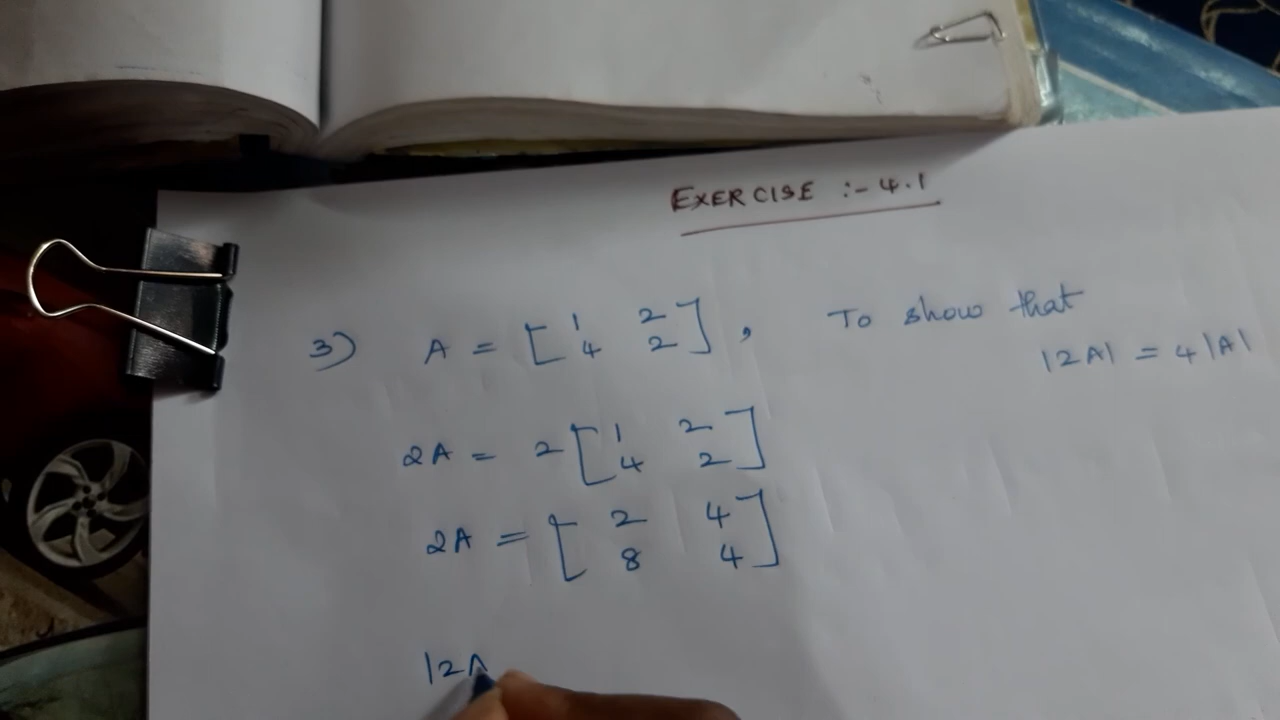 EXERCISE :- 4.1
3) A = [ 1 2
4 2 ] , To show that
|2A| = 4|A|
2A = 2 [ 1 2
4 2 ]
2A = [ 2 4
8 4 ]
|2A